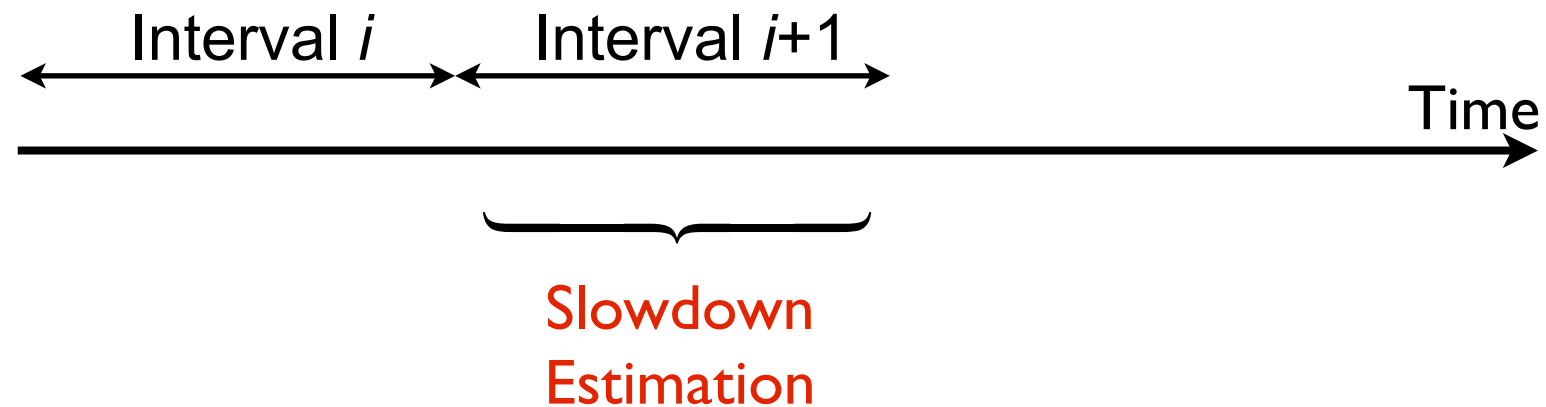 Interval i
Interval i+1
Time
Slowdown
Estimation